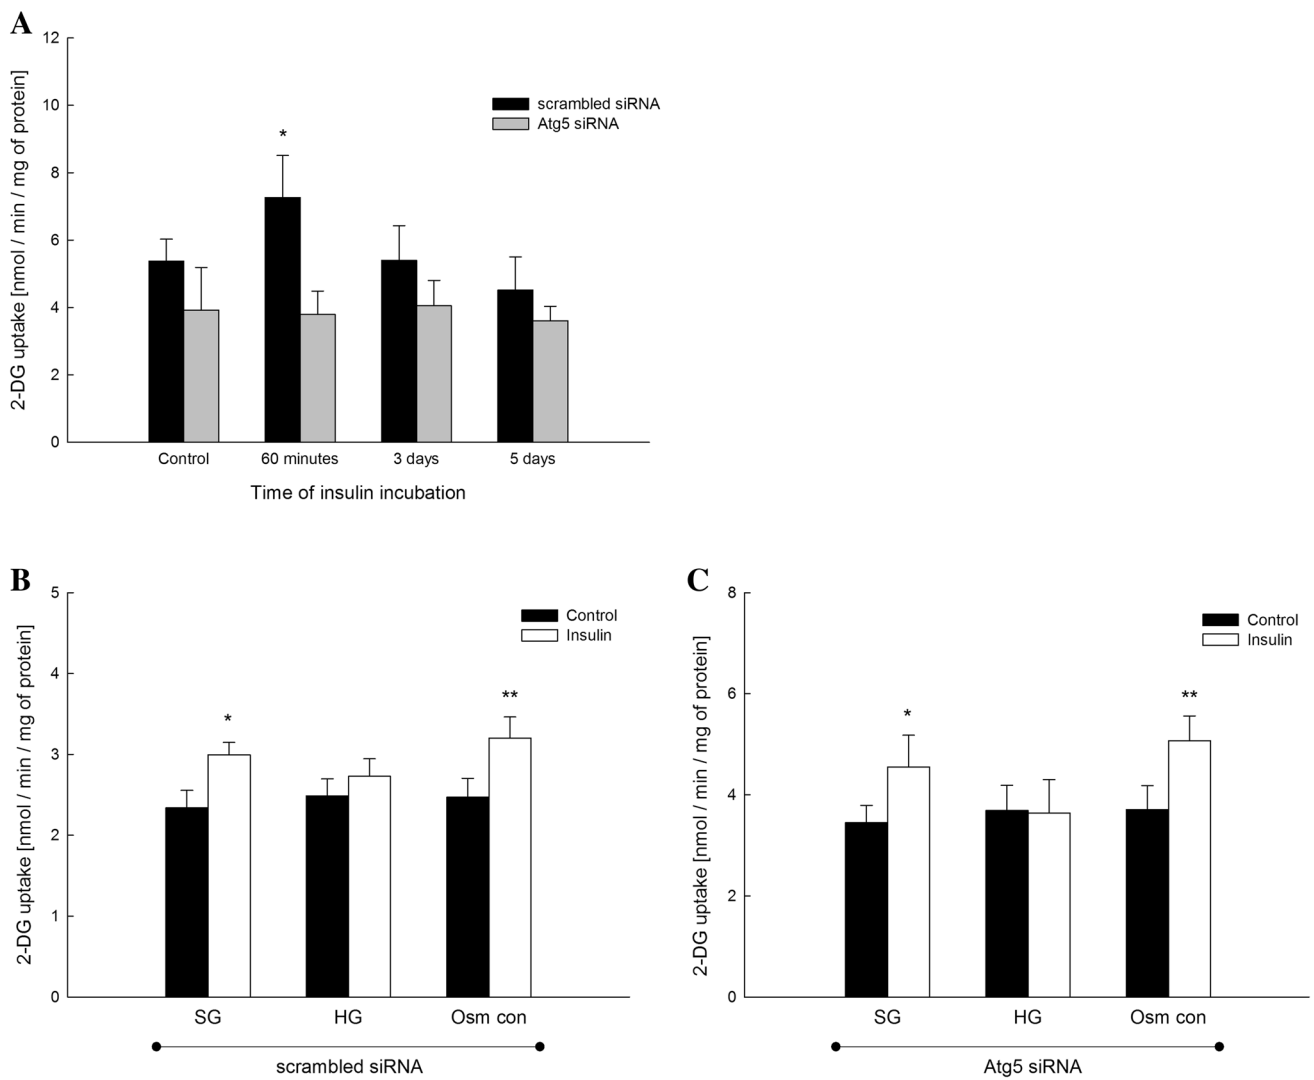 A
12
10
8
6
4
2
0
2-DG uptake [nmol / min / mg of protein]
scrambled siRNA
Atg5 siRNA
*
Control 60 minutes 3 days 5 days
Time of insulin incubation
B
5
4
3
2
1
0
2-DG uptake [nmol / min / mg of protein]
Control
Insulin
*
**
SG HG Osm con
scrambled siRNA
C
8
6
4
2
0
2-DG uptake [nmol / min / mg of protein]
Control
Insulin
*
**
SG HG Osm con
Atg5 siRNA